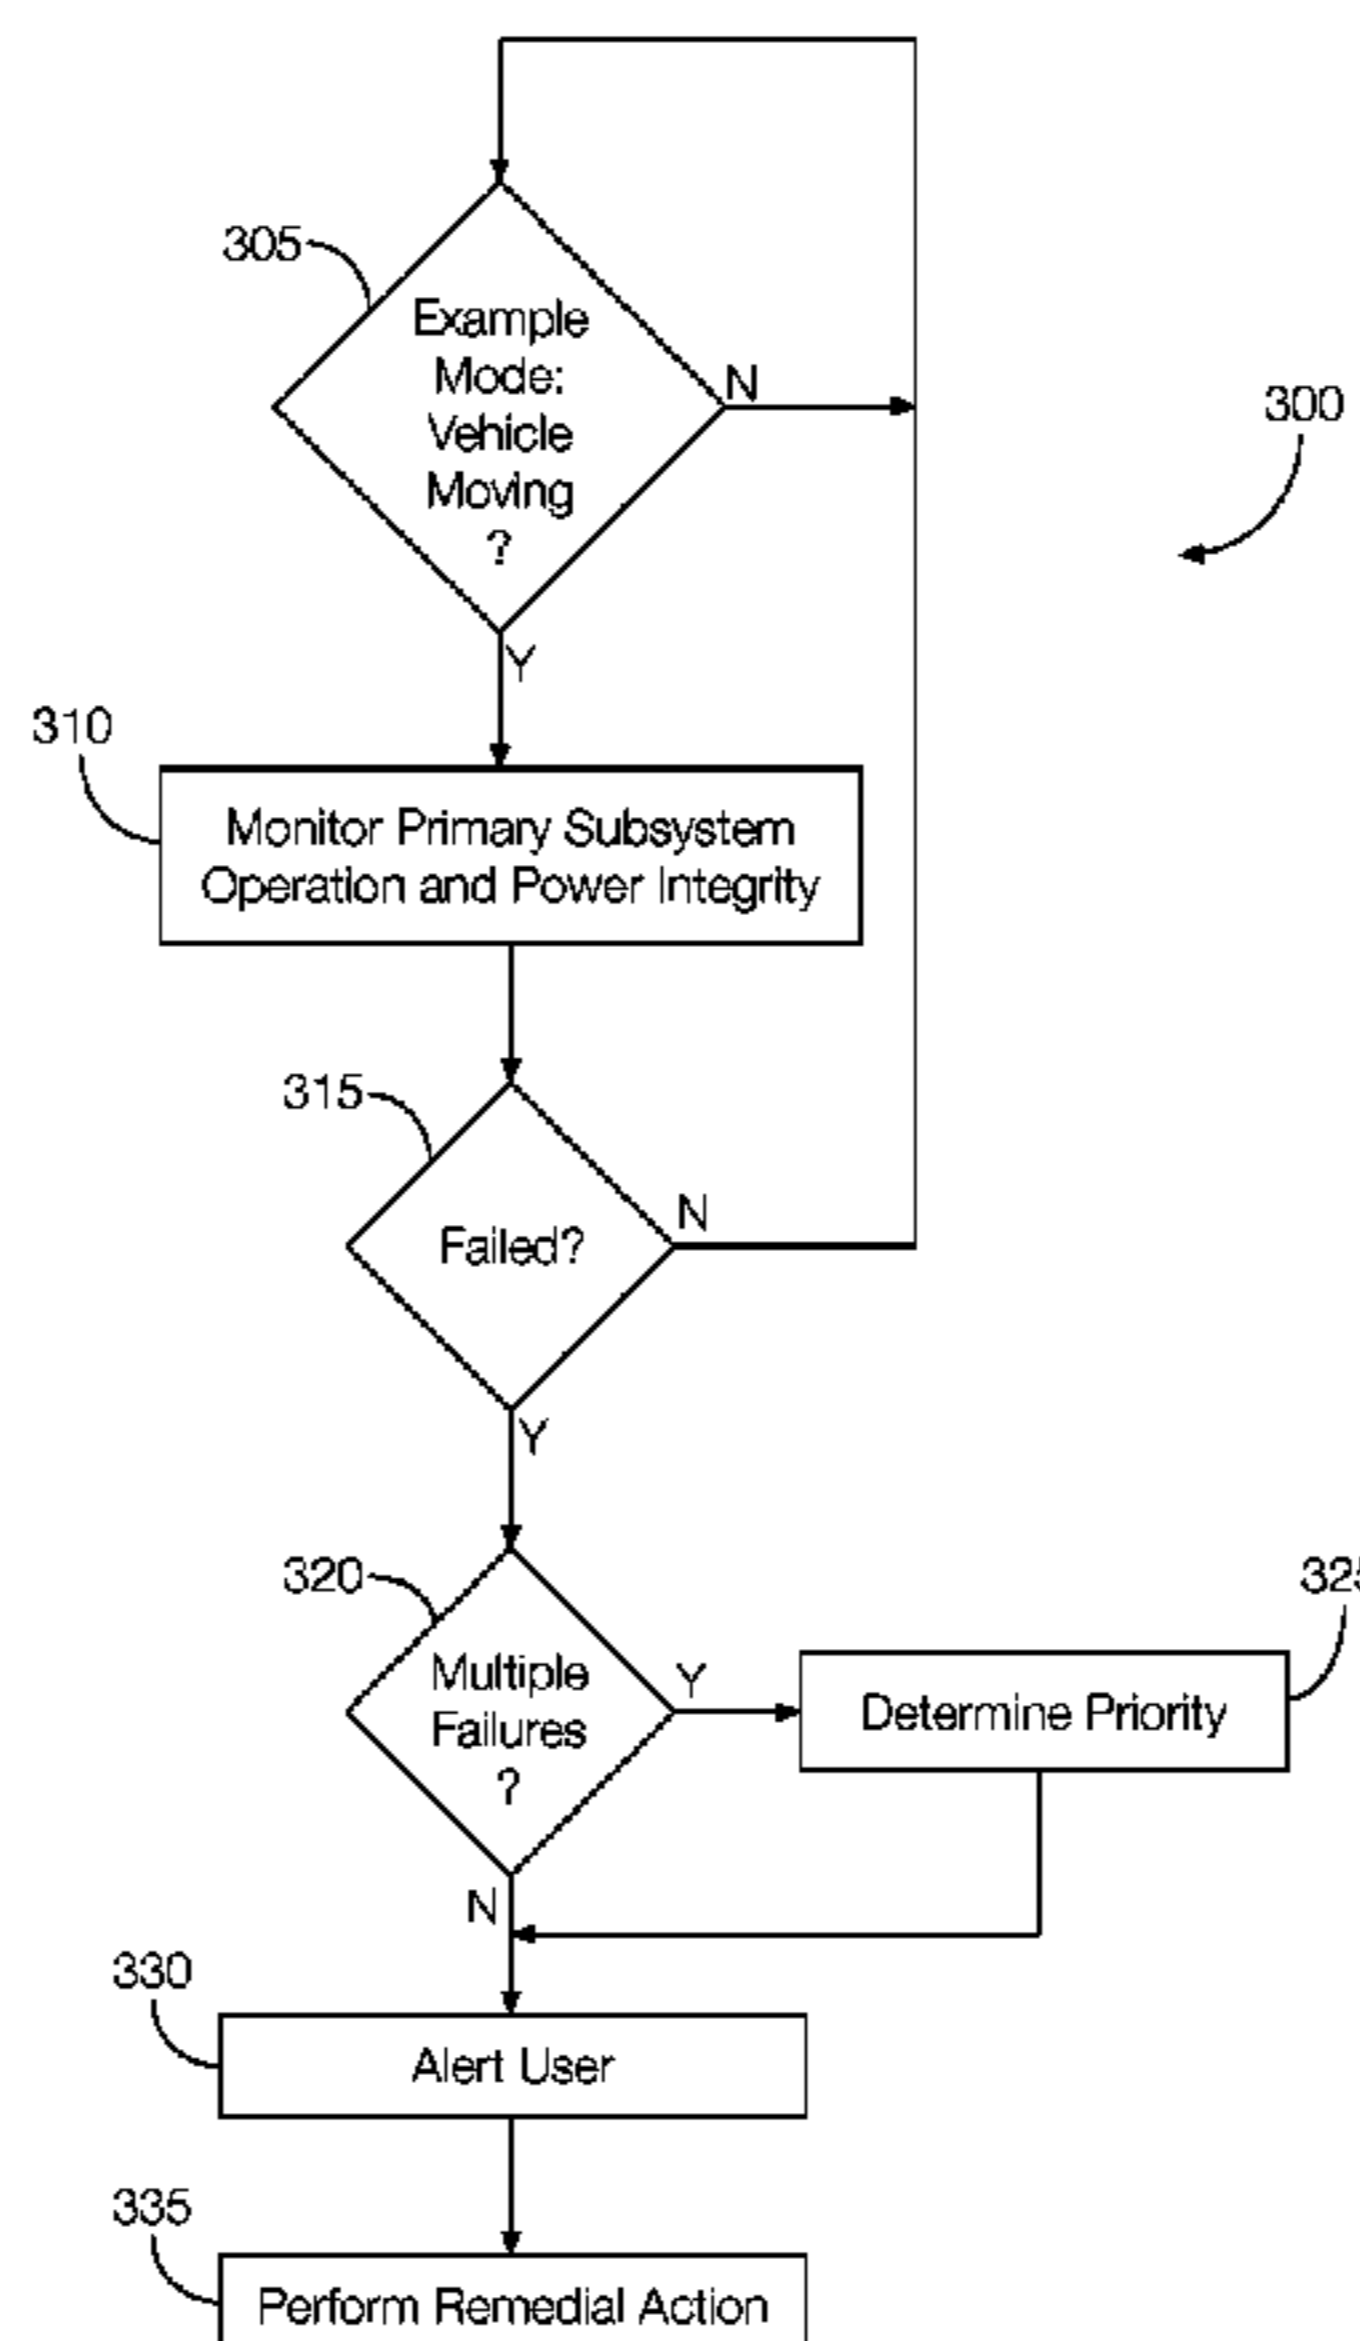 305
Example
Mode:
Vehicle
Moving
?
N
300
Y
310
Monitor Primary Subsystem
Operation and Power Integrity
315
Failed?
N
Y
320
Multiple
Failures
?
Y
325
Determine Priority
N
330
Alert User
335
Perform Remedial Action